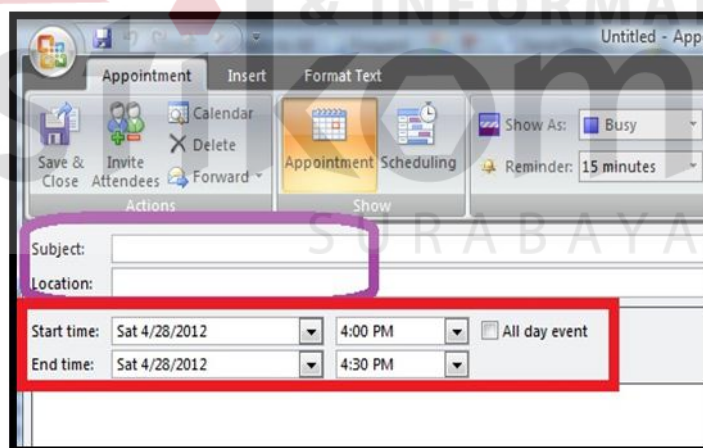 & INFORMAT
Untitled - App
Appointment Insert Format Text
stikom
Save & Close
Invite Attendees
Calendar
Delete
Forward
Actions
Appointment
Scheduling
Show
Show As: Busy
Reminder: 15 minutes
SURABAYA
Subject:
Location:
Start time: Sat 4/28/2012 4:00 PM All day event
End time: Sat 4/28/2012 4:30 PM